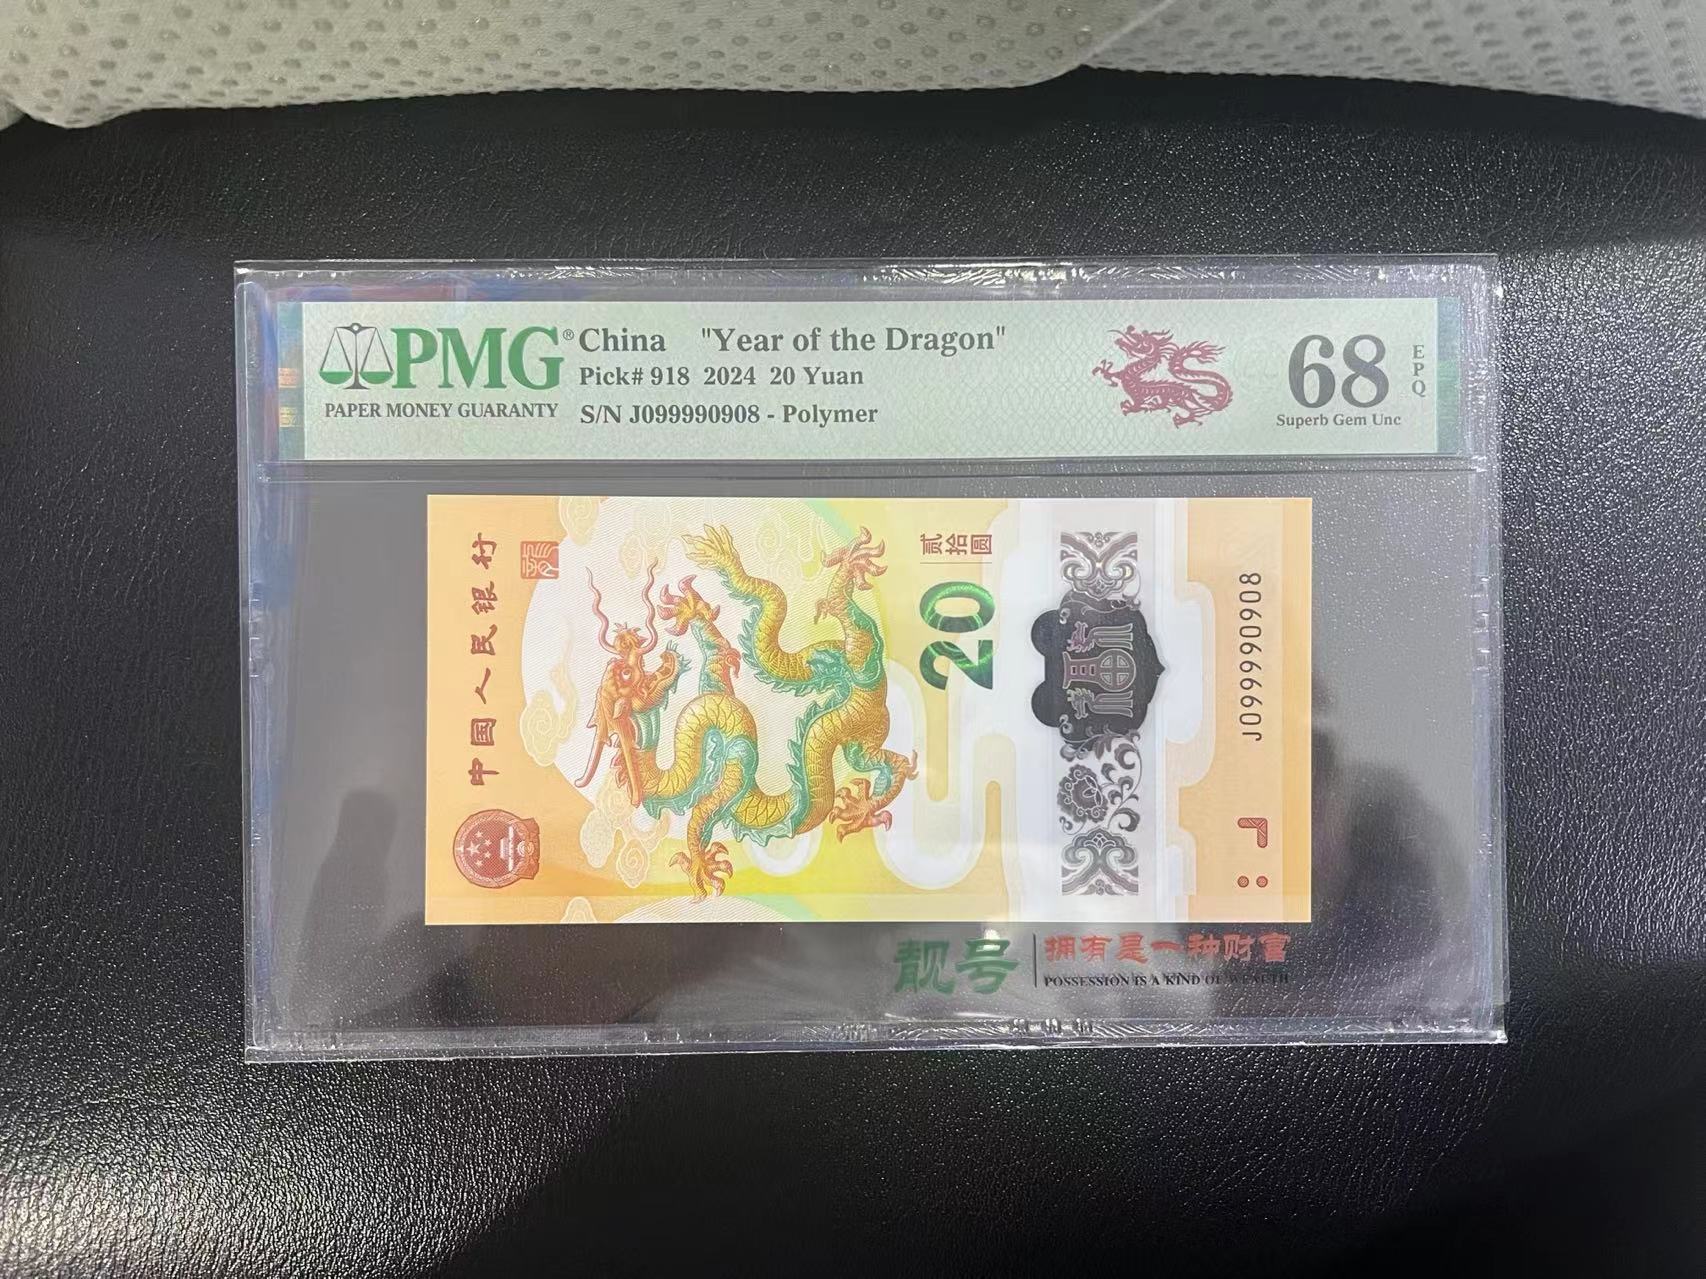 PMG® China "Year of the Dragon"
Pick# 918 2024 20 Yuan
PAPER MONEY GUARANTY
S/N J099990908 - Polymer
68
EPQ
Superb Gem Unc
中国人民银行
贰拾圆
20
福
J099990908
靓号
拥有是一种财富
POSSESSION IS A KIND OF WEALTH